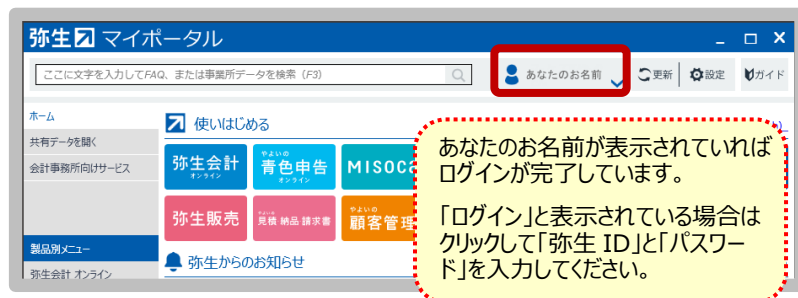 弥生 マイポータル
ここに文字を入力してFAQ、または事業所データを検索 (F3)
あなたのお名前
更新
設定
ガイド
ホーム
共有データを開く
会計事務所向けサービス
製品別メニュー
弥生会計 オンライン
使いはじめる
弥生会計
オンライン
やよいの
青色申告
オンライン
MISOC
弥生販売
やよいの
見積 納品 請求書
やよいの
顧客管理
弥生からのお知らせ
あなたのお名前が表示されていれば
ログインが完了しています。
「ログイン」と表示されている場合は
クリックして「弥生 ID」と「パスワー
ド」を入力してください。